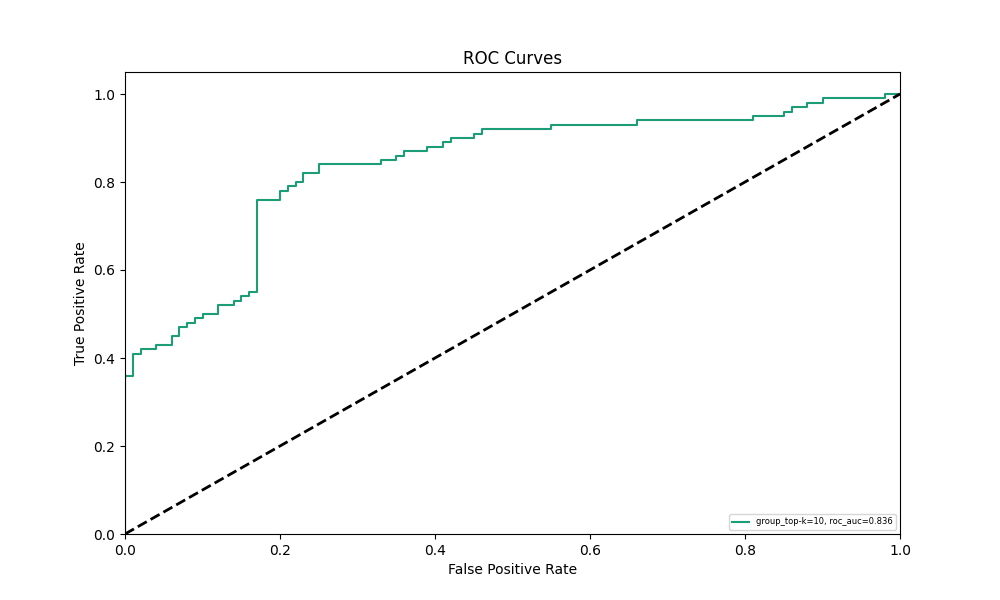 ROC Curves
True Positive Rate
1.0
0.8
0.6
0.4
0.2
0.0
group_top-k=10, roc_auc=0.836
0.0 0.2 0.4 0.6 0.8 1.0
False Positive Rate